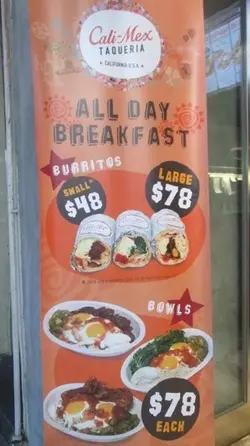 Cali-Mex
TAQUERIA
CALIFORNIA U.S.A.
ALL DAY
BREAKFAST
BURRITOS
SMALL
$48
LARGE
$78
BOWLS
$78
EACH